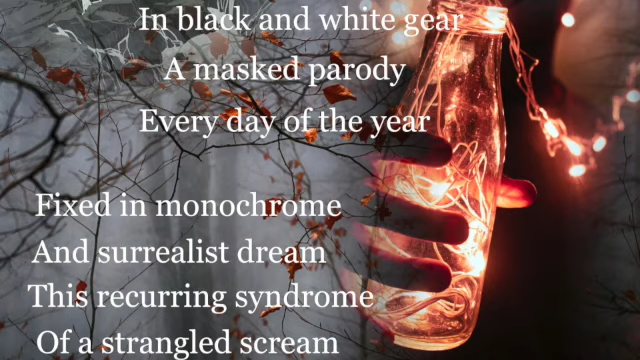 In black and white gear
A masked parody
Every day of the year
Fixed in monochrome
And surrealist dream
This recurring syndrome
Of a strangled scream